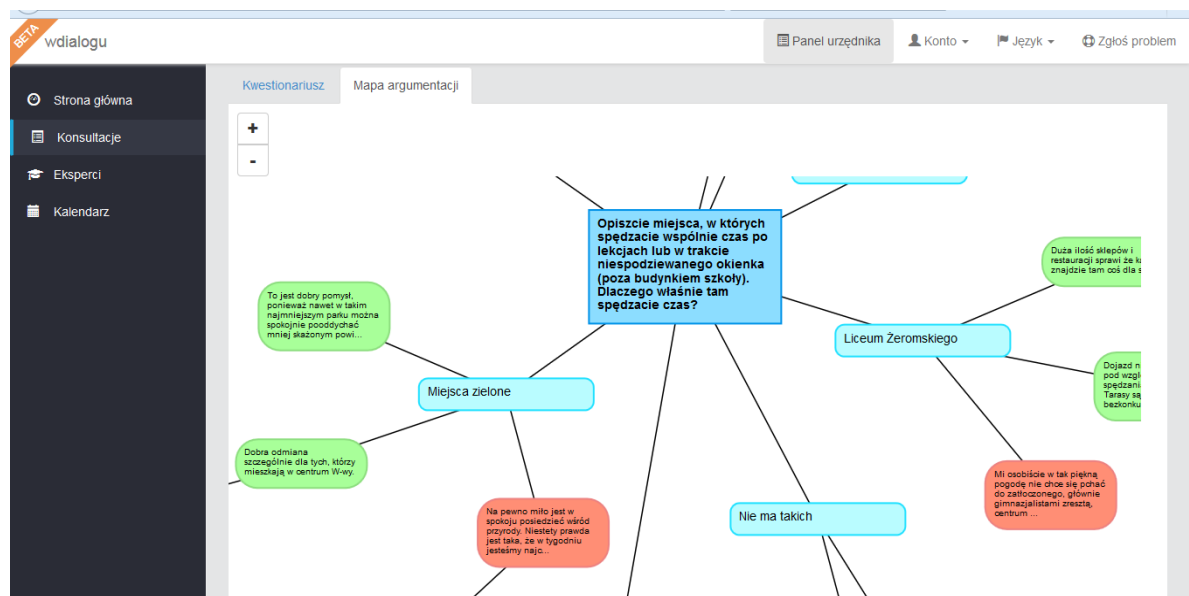 BETA
wdialogu
Panel urzędnika
Konto
Język
Zgłoś problem
Strona główna
Konsultacje
Eksperci
Kalendarz
Kwestionariusz
Mapa argumentacji
+
-
Opiszcie miejsca, w których
spędzacie wspólnie czas po
lekcjach lub w trakcie
niespodziewanego okienka
(poza budynkiem szkoły).
Dlaczego właśnie tam
spędzacie czas?
To jest dobry pomysł,
ponieważ nawet w takim
najmniejszym parku można
spokojnie pooddychać
mniej skażonym powi...
Miejsca zielone
Dobra odmiana
szczególnie dla tych, którzy
mieszkają w centrum W-wy.
Na pewno miło jest w
spokoju posiedzieć wśród
przyrody. Niestety prawda
jest taka, że w tygodniu
jesteśmy najc...
Nie ma takich
Liceum Żeromskiego
Duża ilość sklepów i
restauracji sprawi że
znajdzie tam coś dla
Dojazd
pod
Tarasy
Mi osobiście w tak piękną
pogodę nie chce się pchać
do zatłoczonego, głównie
gimnazjalistami zresztą,
centrum ...